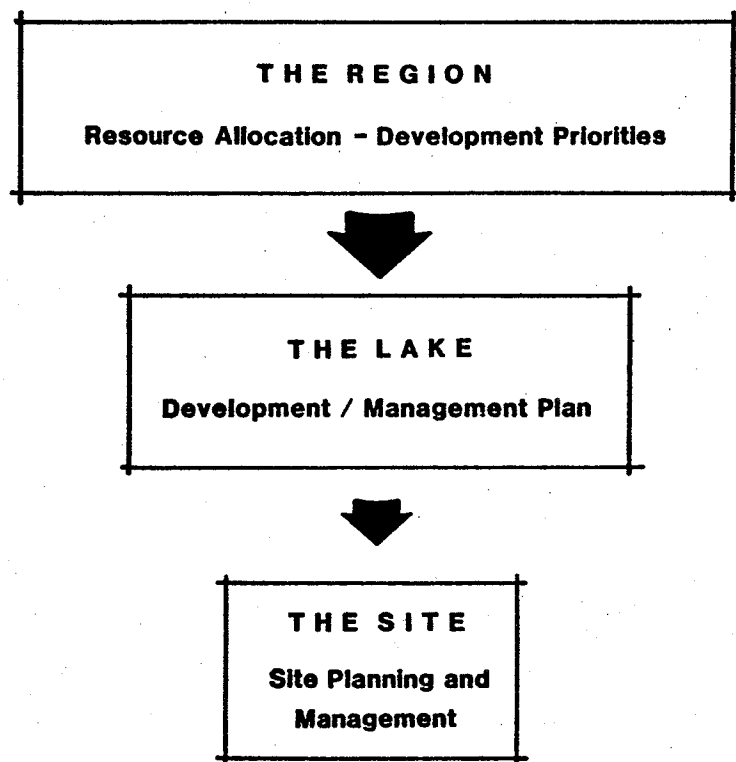 THE REGION
Resource Allocation - Development Priorities
THE LAKE
Development / Management Plan
THE SITE
Site Planning and
Management